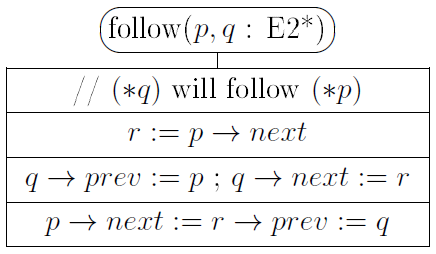 follow(p, q : E2*)
// (*q) will follow (*p)
r := p → next
q → prev := p ; q → next := r
p → next := r → prev := q